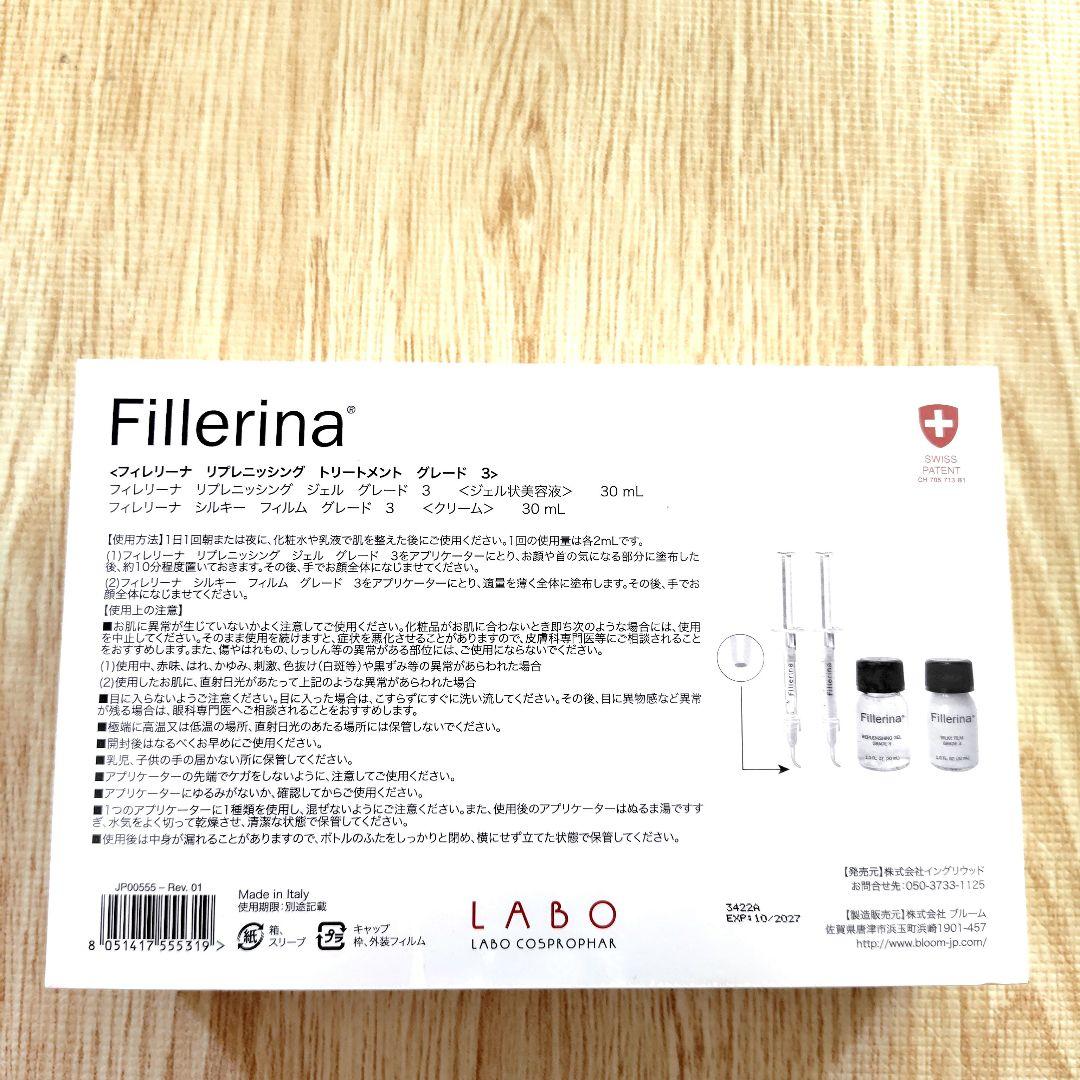 Fillerina®
<フィレリーナ リプレニッシング トリートメント グレード 3>
フィレリーナ リプレニッシング ジェル グレード 3 <ジェル状美容液> 30 mL
フィレリーナ シルキー フィルム グレード 3 <クリーム> 30 mL
【使用方法】1日1回朝または夜に、化粧水や乳液で肌を整えた後にご使用ください。1回の使用量は各2mLです。
(1)フィレリーナ リプレニッシング ジェル グレード 3をアプリケーターにとり、お顔や首の気になる部分に塗布した
後、約10分程度置いておきます。その後、手でお顔全体になじませてください。
(2)フィレリーナ シルキー フィルム グレード 3をアプリケーターにとり、適量を薄く全体に塗布します。その後、手でお
顔全体になじませてください。
【使用上の注意】
■お肌に異常が生じていないかよく注意してご使用ください。化粧品がお肌に合わないとき即ち次のような場合には、使用
を中止してください。そのまま使用を続けますと、症状を悪化させることがありますので、皮膚科専門医等にご相談されること
をおすすめします。また、傷やはれもの、しっしん等の異常がある部位には、ご使用にならないでください。
(1)使用中、赤味、はれ、かゆみ、刺激、色抜け(白斑等)や黒ずみ等の異常があらわれた場合
(2)使用したお肌に、直射日光があたって上記のような異常があらわれた場合
■目に入らないようご注意ください。目に入った場合は、こすらずにすぐに洗い流してください。その後、目に異物感など異常
が残る場合は、眼科専門医へご相談されることをおすすめします。
■極端に高温又は低温の場所、直射日光のあたる場所には保管しないでください。
■開封後はなるべくお早めにご使用ください。
■乳児、子供の手の届かない所に保管してください。
■アプリケーターの先端でケガをしないように、注意してご使用ください。
■アプリケーターにゆるみがないか、確認してからご使用ください。
■1つのアプリケーターに1種類を使用し、混ぜないようにご注意ください。また、使用後のアプリケーターはぬるま湯ですす
ぎ、水気をよく切って乾燥させ、清潔な状態で保管してください。
■使用後は中身が漏れることがありますので、ボトルのふたをしっかりと閉め、横にせず立てた状態で保管してください。
SWISS
PATENT
CH 706 713 B1
fillerina
fillerina
Fillerina®
REPLENISHING GEL
GRADE 3
1.0 FL OZ (30 mL)
Fillerina®
SILKY FILM
GRADE 3
1.0 FL OZ (30 mL)
JP00555 – Rev. 01
8 051417 555319 >
Made in Italy
使用期限:別途記載
紙 箱、
スリーブ
プラ キャップ
枠、外装フィルム
LABO
LABO COSPROPHAR
3422A
EXP:10/2027
【発売元】株式会社イングリウッド
お問合せ先:050-3733-1125
【製造販売元】株式会社 ブルーム
佐賀県唐津市浜玉町浜崎1901-457
http://www.bloom-jp.com/